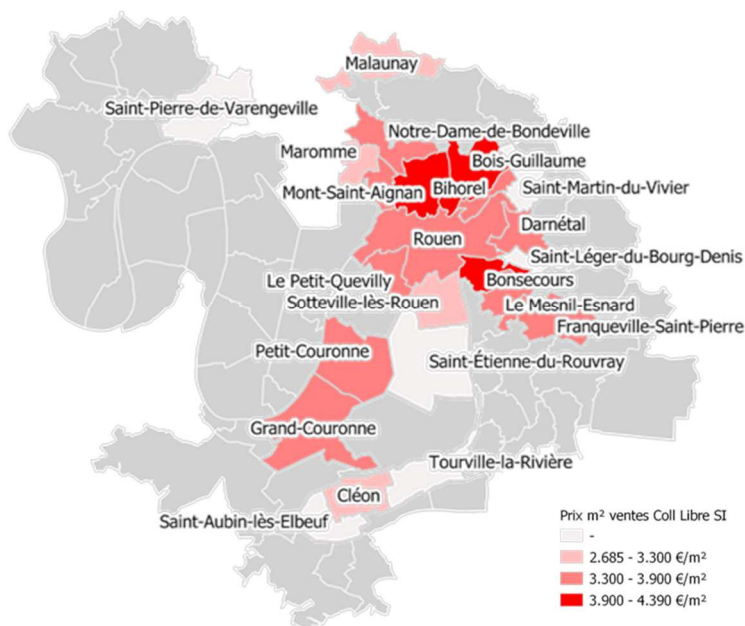 Malaunay
Saint-Pierre-de-Varengeville
Notre-Dame-de-Bondeville
Maromme
Bois-Guillaume
Mont-Saint-Aignan
Bihorel
Saint-Martin-du-Vivier
Darnétal
Rouen
Saint-Léger-du-Bourg-Denis
Le Petit-Quevilly
Bonsecours
Sotteville-lès-Rouen
Le Mesnil-Esnard
Franqueville-Saint-Pierre
Petit-Couronne
Saint-Étienne-du-Rouvray
Grand-Couronne
Tourville-la-Rivière
Cléon
Saint-Aubin-lès-Elbeuf
Prix m² ventes Coll Libre SI
-
2.685 - 3.300 €/m²
3.300 - 3.900 €/m²
3.900 - 4.390 €/m²